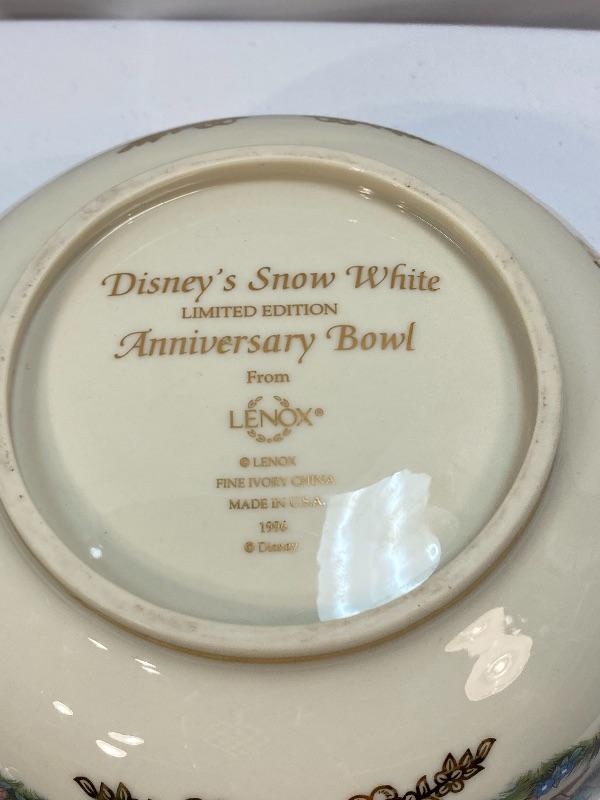 Disney's Snow White
LIMITED EDITION
Anniversary Bowl
From
LENOX®
© LENOX
FINE IVORY CHINA
MADE IN U.S.A.
1996
© Disney